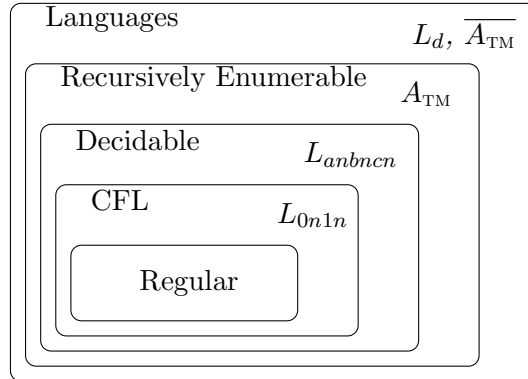 Languages
L_d, \overline{A_{TM}}
Recursively Enumerable
A_{TM}
Decidable
L_{anbncn}
CFL
L_{0n1n}
Regular